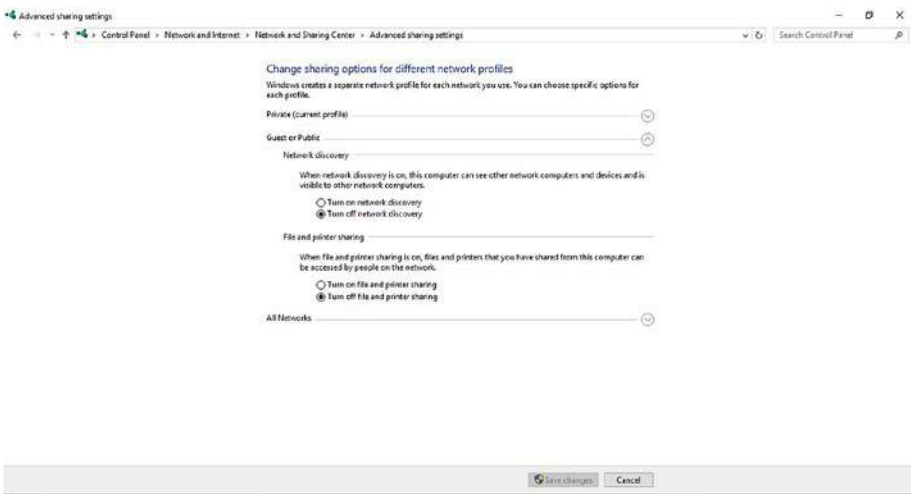 Advanced sharing settings
Control Panel › Network and Internet › Network and Sharing Center › Advanced sharing settings
Search Control Panel
Change sharing options for different network profiles
Windows creates a separate network profile for each network you use. You can choose specific options for
each profile.
Private (current profile)
Guest or Public
Network discovery
When network discovery is on, this computer can see other network computers and devices and is
visible to other network computers.
Turn on network discovery
Turn off network discovery
File and printer sharing
When file and printer sharing is on, files and printers that you have shared from this computer can
be accessed by people on the network.
Turn on file and printer sharing
Turn off file and printer sharing
All Networks
Save changes
Cancel